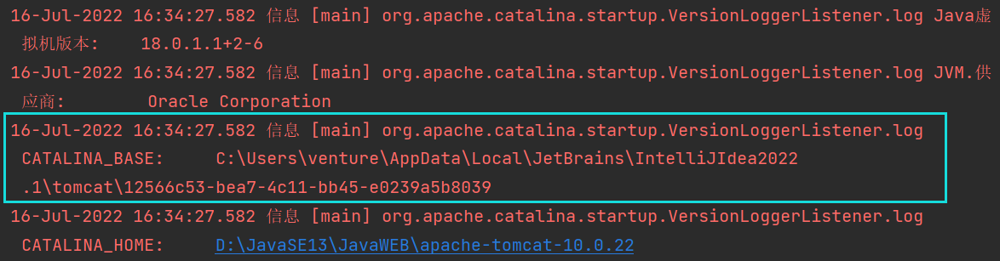 16-Jul-2022 16:34:27.582 信息 [main] org.apache.catalina.startup.VersionLoggerListener.log Java虚
拟机版本:    18.0.1.1+2-6
16-Jul-2022 16:34:27.582 信息 [main] org.apache.catalina.startup.VersionLoggerListener.log JVM.供
应商:        Oracle Corporation
16-Jul-2022 16:34:27.582 信息 [main] org.apache.catalina.startup.VersionLoggerListener.log
CATALINA_BASE:     C:\Users\venture\AppData\Local\JetBrains\IntelliJIdea2022
.1\tomcat\12566c53-bea7-4c11-bb45-e0239a5b8039
16-Jul-2022 16:34:27.582 信息 [main] org.apache.catalina.startup.VersionLoggerListener.log
CATALINA_HOME:     D:\JavaSE13\JavaWEB\apache-tomcat-10.0.22